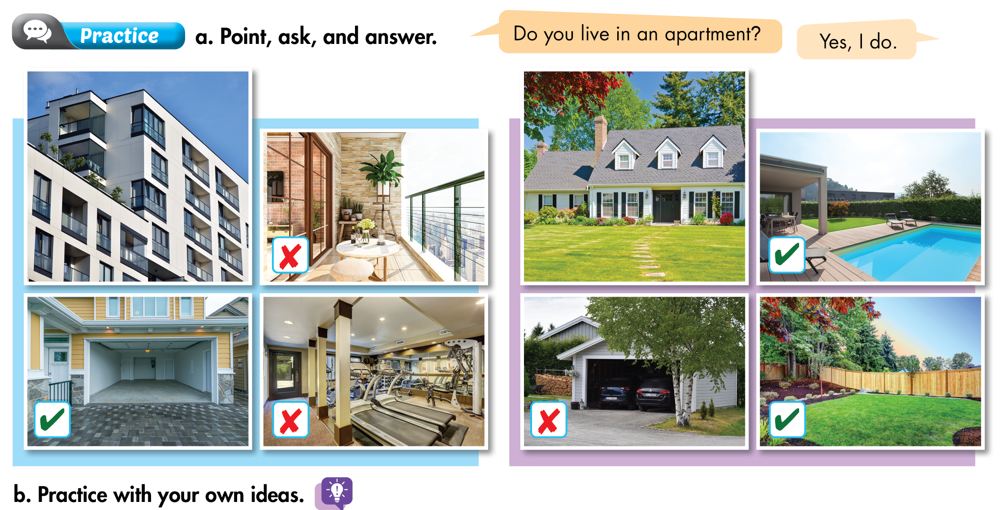 Practice
a. Point, ask, and answer.
Do you live in an apartment?
Yes, I do.
b. Practice with your own ideas.